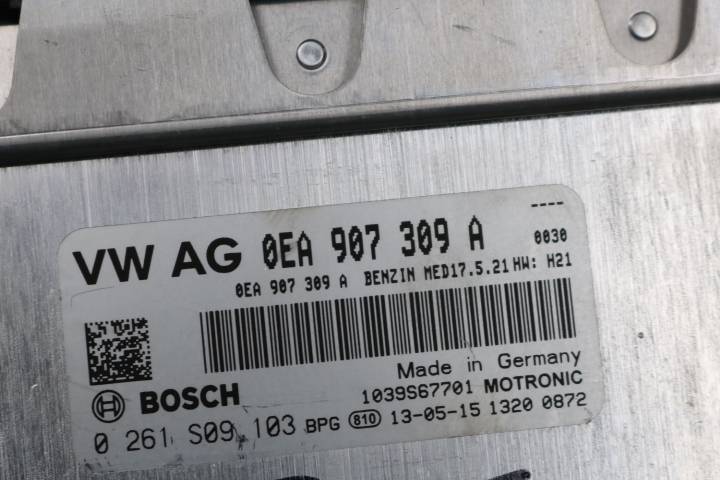 VW AG 0EA 907 309 A ----
0030
0EA 907 309 A BENZIN MED17.5.21 HW: H21
Made in Germany
BOSCH 1039S67701 MOTRONIC
0 261 S09 103 BPG 810 13-05-15 1320 0872